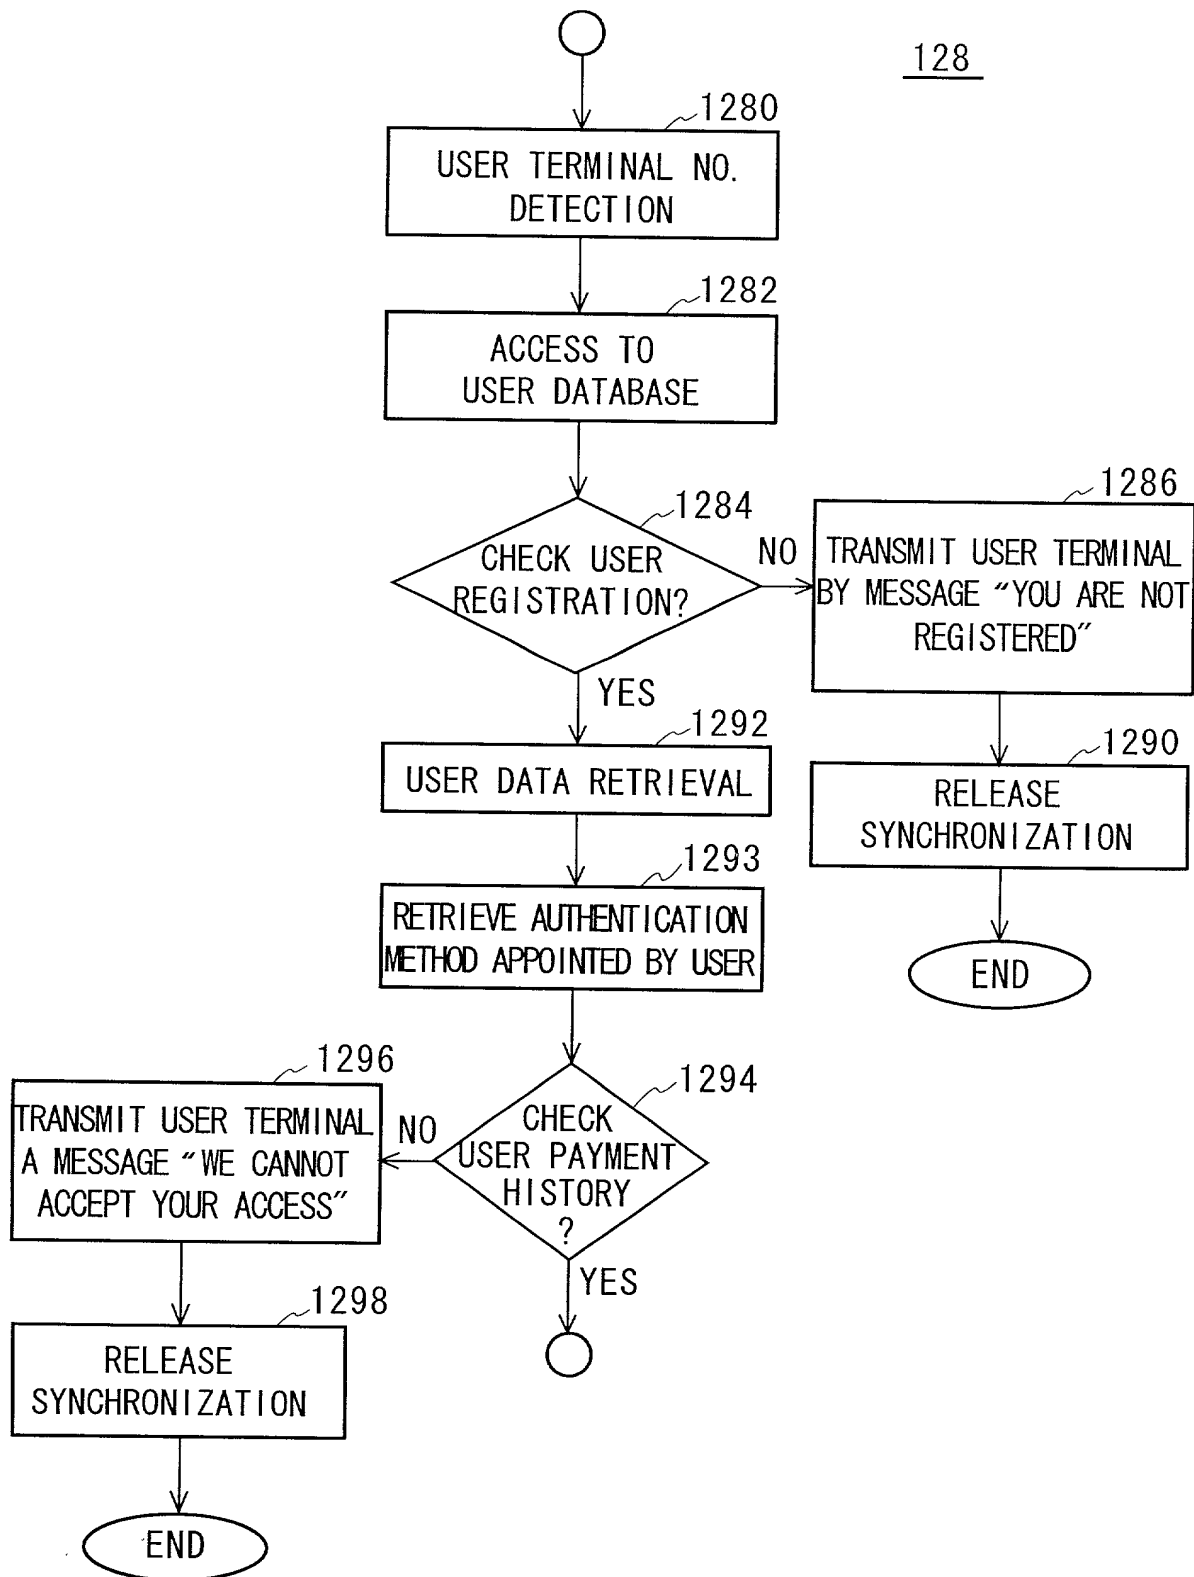 128
1280
USER TERMINAL NO.
DETECTION
1282
ACCESS TO
USER DATABASE
1284
CHECK USER
REGISTRATION?
NO
1286
TRANSMIT USER TERMINAL
BY MESSAGE “YOU ARE NOT
REGISTERED”
YES
1292
USER DATA RETRIEVAL
1290
RELEASE
SYNCHRONIZATION
END
1293
RETRIEVE AUTHENTICATION
METHOD APPOINTED BY USER
1294
CHECK
USER PAYMENT
HISTORY
?
NO
1296
TRANSMIT USER TERMINAL
A MESSAGE “WE CANNOT
ACCEPT YOUR ACCESS”
YES
1298
RELEASE
SYNCHRONIZATION
END